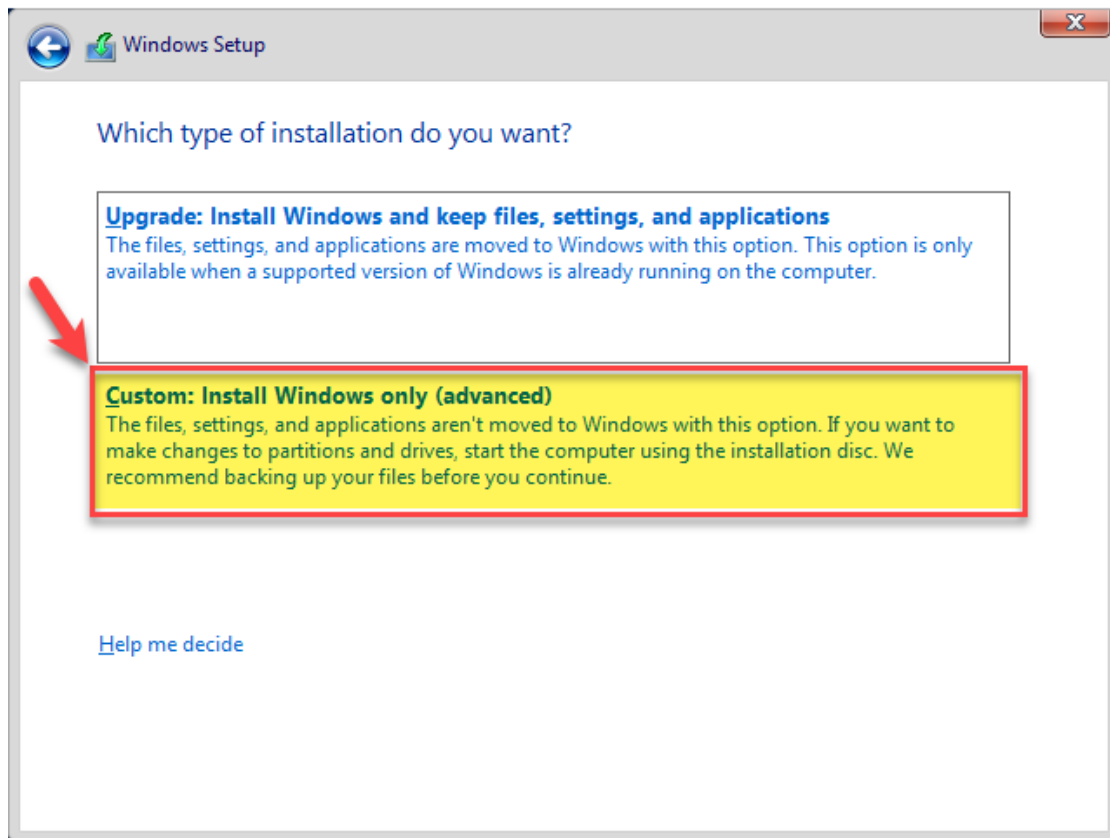 Windows Setup
Which type of installation do you want?
Upgrade: Install Windows and keep files, settings, and applications
The files, settings, and applications are moved to Windows with this option. This option is only
available when a supported version of Windows is already running on the computer.
Custom: Install Windows only (advanced)
The files, settings, and applications aren't moved to Windows with this option. If you want to
make changes to partitions and drives, start the computer using the installation disc. We
recommend backing up your files before you continue.
Help me decide